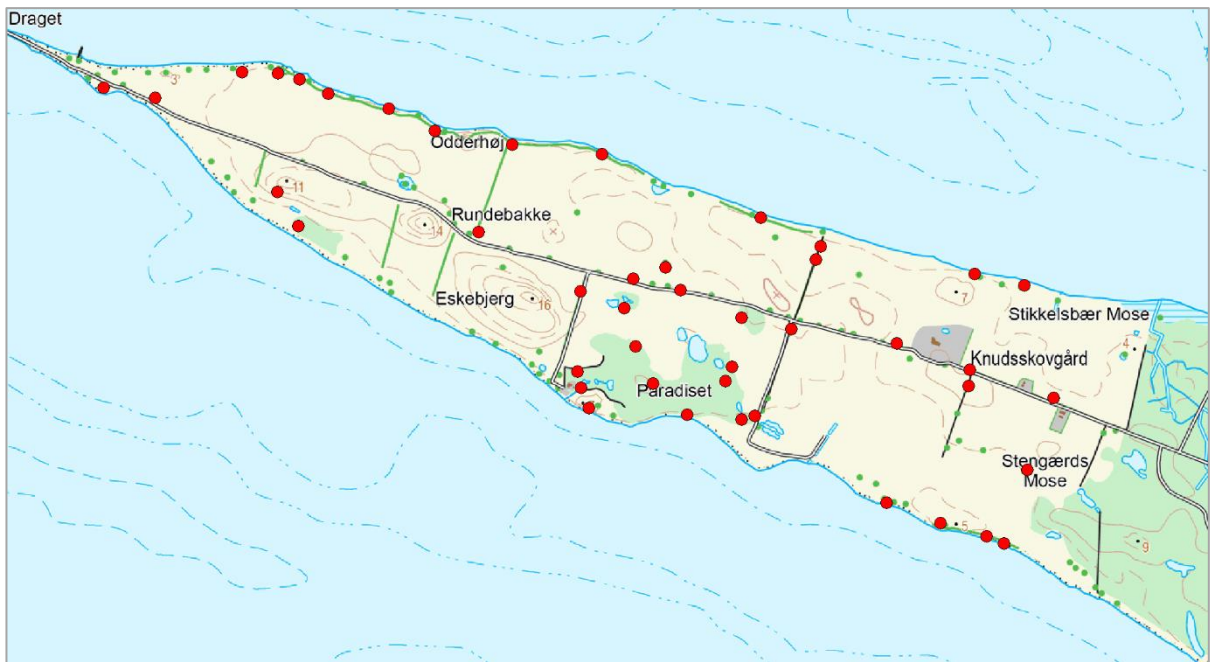 Draget
3
Odderhøj
11
Rundebakke
14
Eskebjerg
16
7
Stikkelsbær Mose
4
Knudsskovgård
Paradiset
Stengærds
Mose
5
9